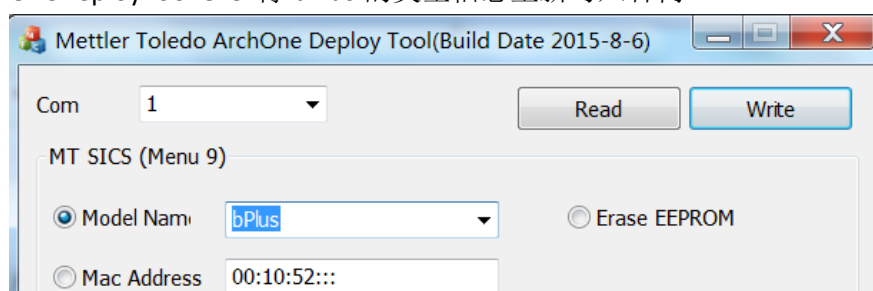 Mettler Toledo ArchOne Deploy Tool(Build Date 2015-8-6)
Com 1 Read Write
MT SICS (Menu 9)
Model Nam bPlus Erase EEPROM
Mac Address 00:10:52:::